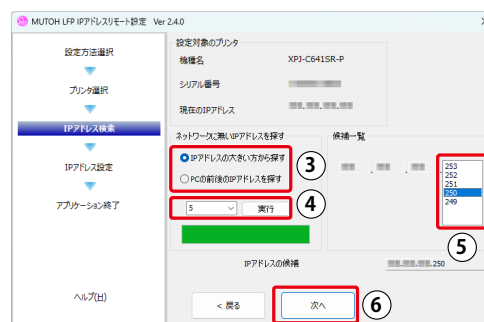 MUTOH LFP IPアドレスリモート設定 Ver 2.4.0
設定方法選択
プリンタ選択
IPアドレス検索
IPアドレス設定
アプリケーション終了
ヘルプ(H)
設定対象のプリンタ
機種名 XPJ-C641SR-P
シリアル番号
現在のIPアドレス
ネットワークに無いIPアドレスを探す
IPアドレスの大きい方から探す
PCの前後のIPアドレスを探す
③
5 実行
④
候補一覧
253
252
251
250
249
⑤
IPアドレスの候補 .250
< 戻る 次へ
⑥